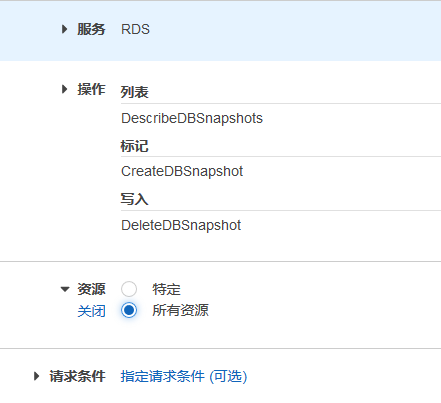 服务 RDS
操作 列表
DescribeDBSnapshots
标记
CreateDBSnapshot
写入
DeleteDBSnapshot
资源 特定
关闭 所有资源
请求条件 指定请求条件 (可选)